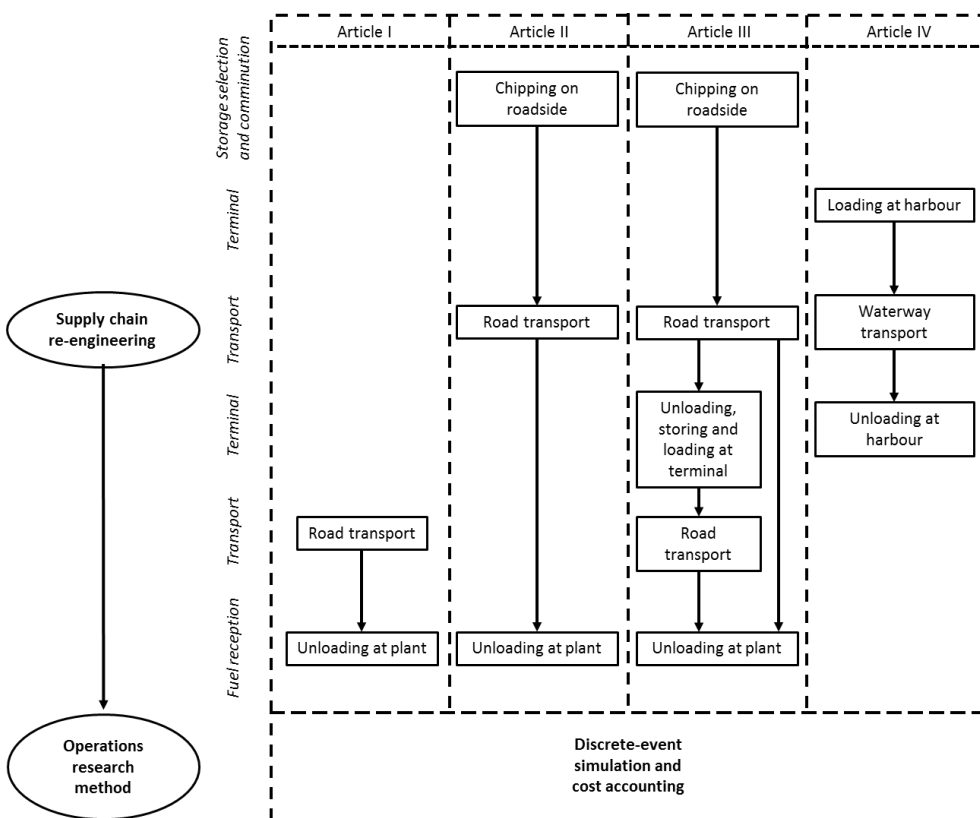 Article I
Article II
Article III
Article IV
Storage selection
and comminution
Chipping on
roadside
Chipping on
roadside
Terminal
Loading at harbour
Supply chain
re-engineering
Transport
Road transport
Road transport
Waterway
transport
Terminal
Unloading,
storing and
loading at
terminal
Unloading at
harbour
Transport
Road transport
Road
transport
Fuel reception
Unloading at plant
Unloading at plant
Unloading at plant
Operations
research
method
Discrete-event
simulation and
cost accounting